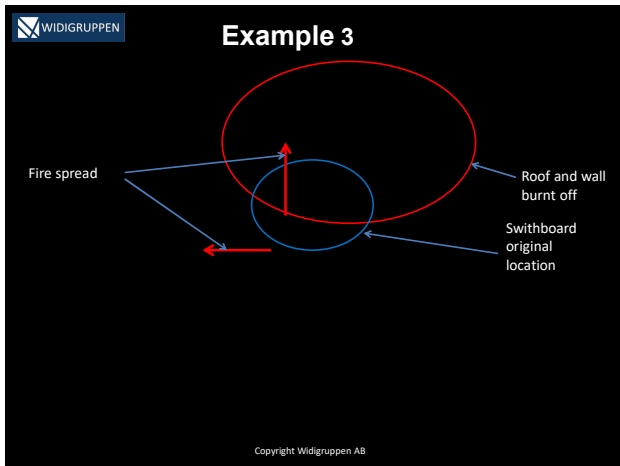 WIDIGRUPPEN
Example 3
Fire spread
Roof and wall
burnt off
Swithboard
original
location
Copyright Widigruppen AB